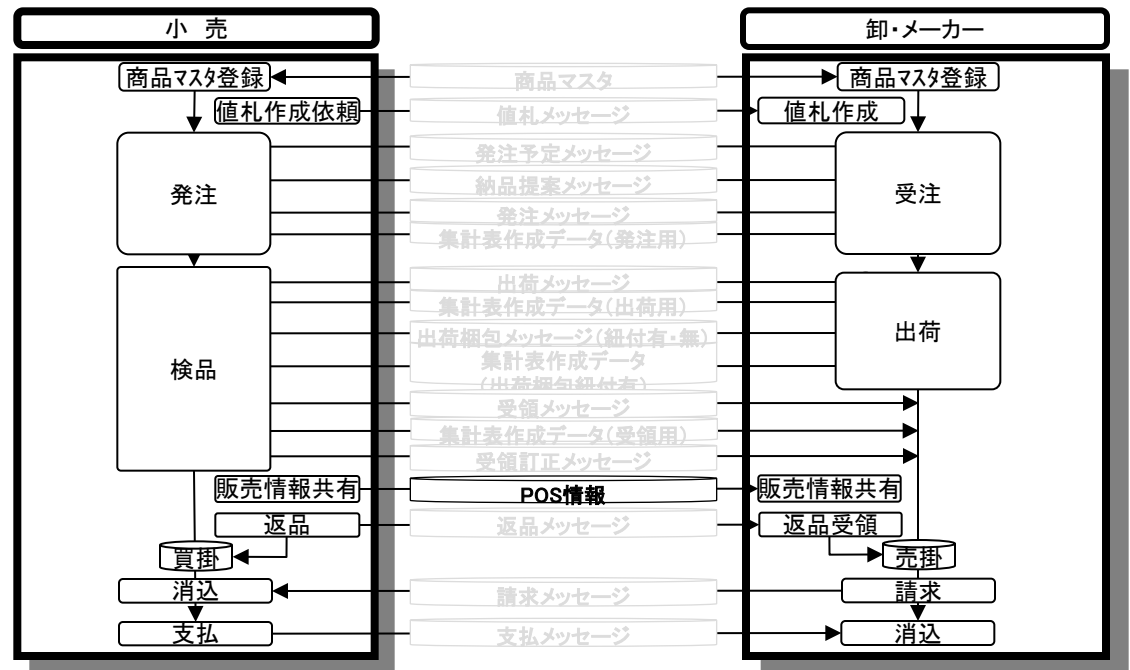 小 売
卸・メーカー
商品マスタ登録
商品マスタ
商品マスタ登録
値札作成依頼
値札メッセージ
値札作成
発注
発注予定メッセージ
納品提案メッセージ
発注メッセージ
集計表作成データ(発注用)
受注
検品
出荷メッセージ
集計表作成データ(出荷用)
出荷梱包メッセージ(紐付有・無)
集計表作成データ
(出荷梱包紐付有)
受領メッセージ
集計表作成データ(受領用)
受領訂正メッセージ
出荷
販売情報共有
POS情報
販売情報共有
返品
返品メッセージ
返品受領
買掛
売掛
消込
請求メッセージ
請求
支払
支払メッセージ
消込